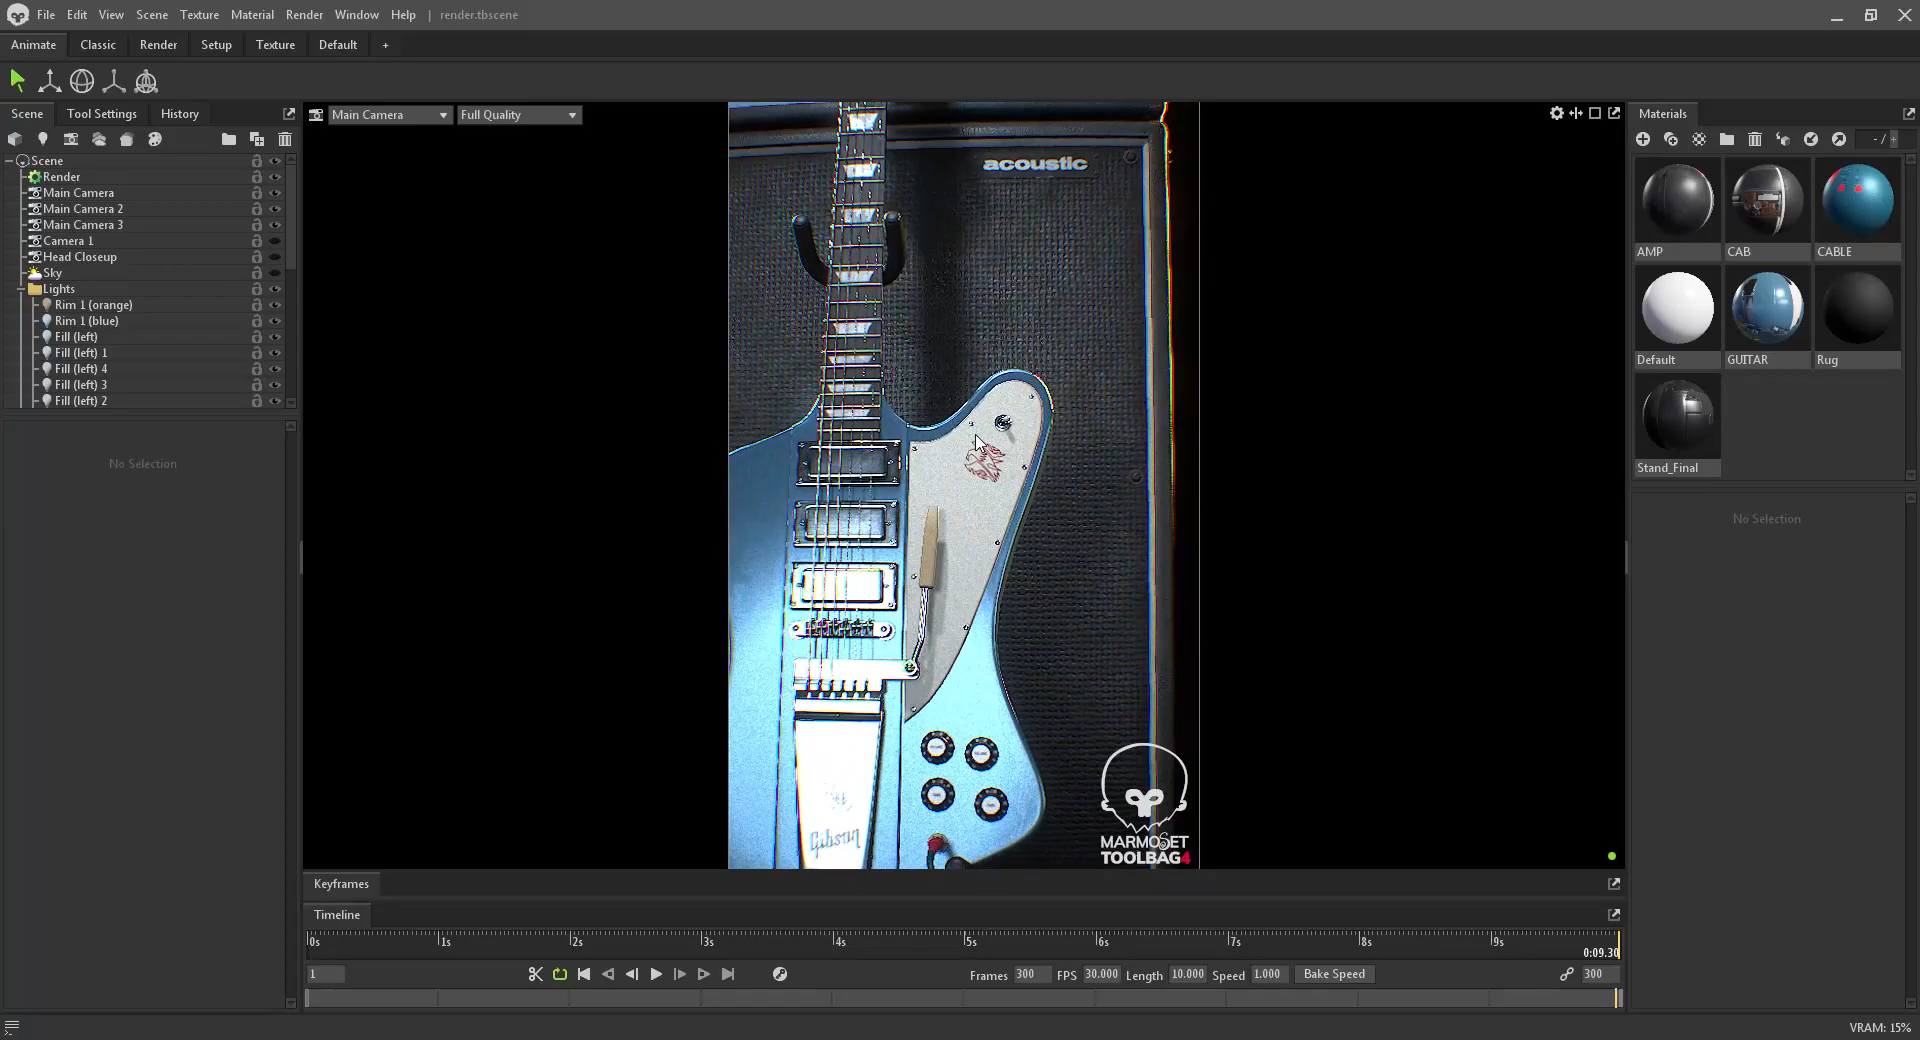 File Edit View Scene Texture Material Render Window Help | render.tbscene
Animate Classic Render Setup Texture Default +
Scene Tool Settings History
Main Camera Full Quality
Materials
- / +
Scene
Render
Main Camera
Main Camera 2
Main Camera 3
Camera 1
Head Closeup
Sky
Lights
Rim 1 (orange)
Rim 1 (blue)
Fill (left)
Fill (left) 1
Fill (left) 4
Fill (left) 3
Fill (left) 2
No Selection
acoustic
Gibson
MARMOSET
TOOLBAG4
AMP CAB CABLE
Default GUITAR Rug
Stand_Final
No Selection
Keyframes
Timeline
0s 1s 2s 3s 4s 5s 6s 7s 8s 9s
0:09.30
1 Frames 300 FPS 30.000 Length 10.000 Speed 1.000 Bake Speed 300
VRAM: 15%